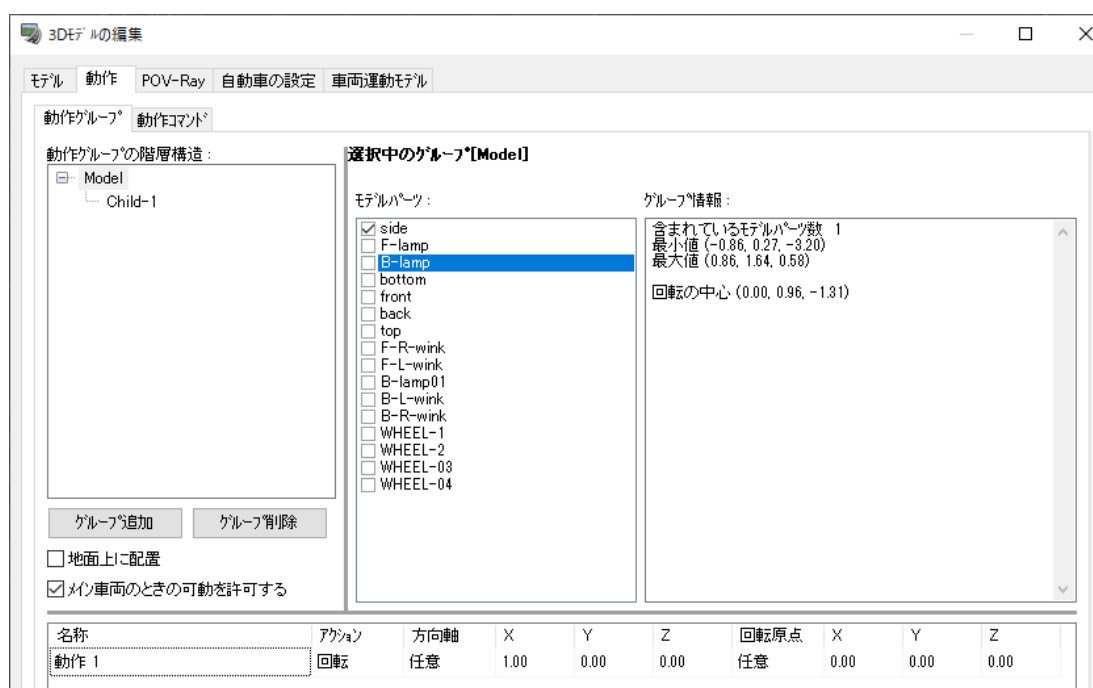 3Dﾓﾃﾞﾙの編集
ﾓﾃﾞﾙ 動作 POV-Ray 自動車の設定 車両運動ﾓﾃﾞﾙ
動作ｸﾞﾙｰﾌﾟ 動作ｺﾏﾝﾄﾞ
動作ｸﾞﾙｰﾌﾟの階層構造：
Model
Child-1
グループ追加 グループ削除
地面上に配置
ﾒｲﾝ車両のときの可動を許可する
選択中のｸﾞﾙｰﾌﾟ[Model]
ﾓﾃﾞﾙﾊﾟｰﾂ：
side
F-lamp
B-lamp
bottom
front
back
top
F-R-wink
F-L-wink
B-lamp01
B-L-wink
B-R-wink
WHEEL-1
WHEEL-2
WHEEL-03
WHEEL-04
ｸﾞﾙｰﾌﾟ情報：
含まれているﾓﾃﾞﾙﾊﾟｰﾂ数 1
最小値 (-0.86, 0.27, -3.20)
最大値 (0.86, 1.64, 0.58)
回転の中心 (0.00, 0.96, -1.31)
名称 ｱｸｼｮﾝ 方向軸 X Y Z 回転原点 X Y Z
動作 1 回転 任意 1.00 0.00 0.00 任意 0.00 0.00 0.00